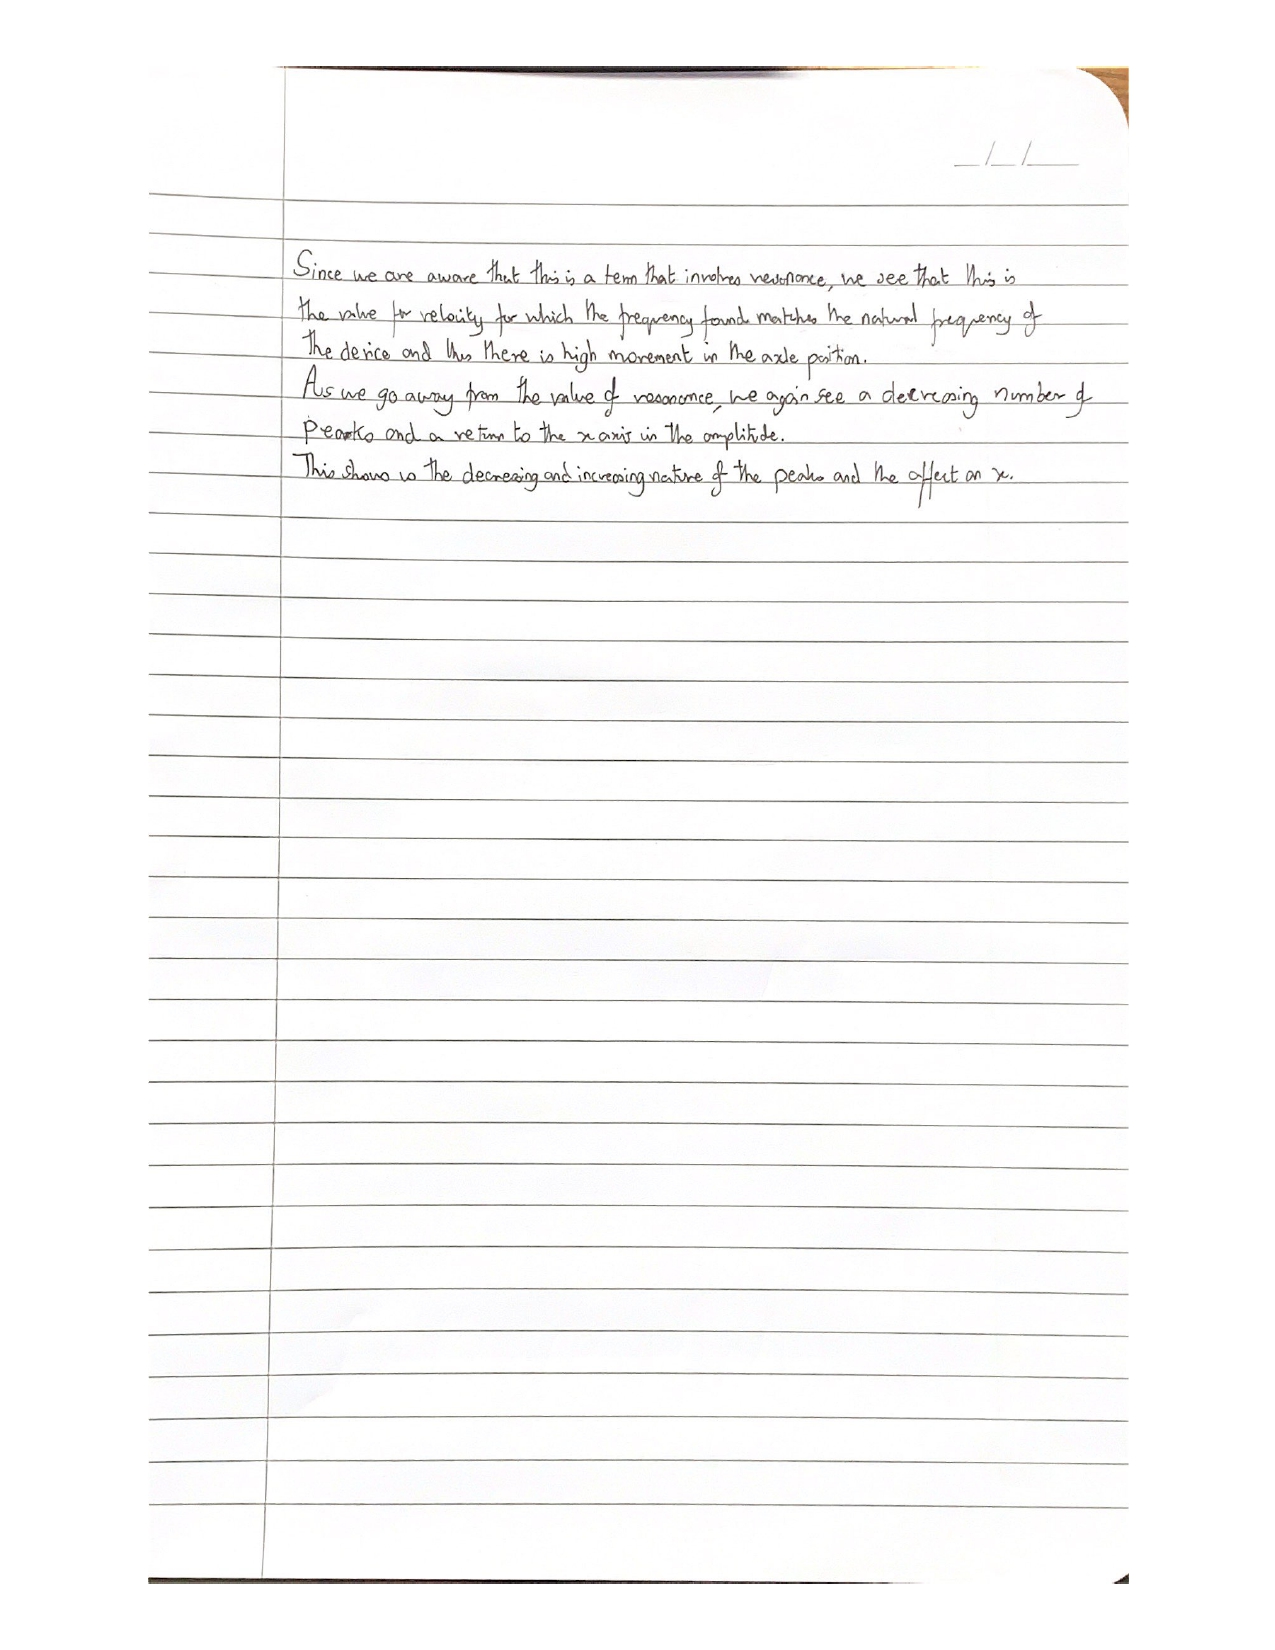 Since we are aware that this is a term that involves resonance, we see that this is
the value for velocity for which the frequency found matches the natural frequency of
the device and thus there is high movement in the axle position.
As we go away from the value of resonance, we again see a decreasing number of
peaks and a return to the x axis in the amplitude.
This shows us the decreasing and increasing nature of the peaks and the affect on x.